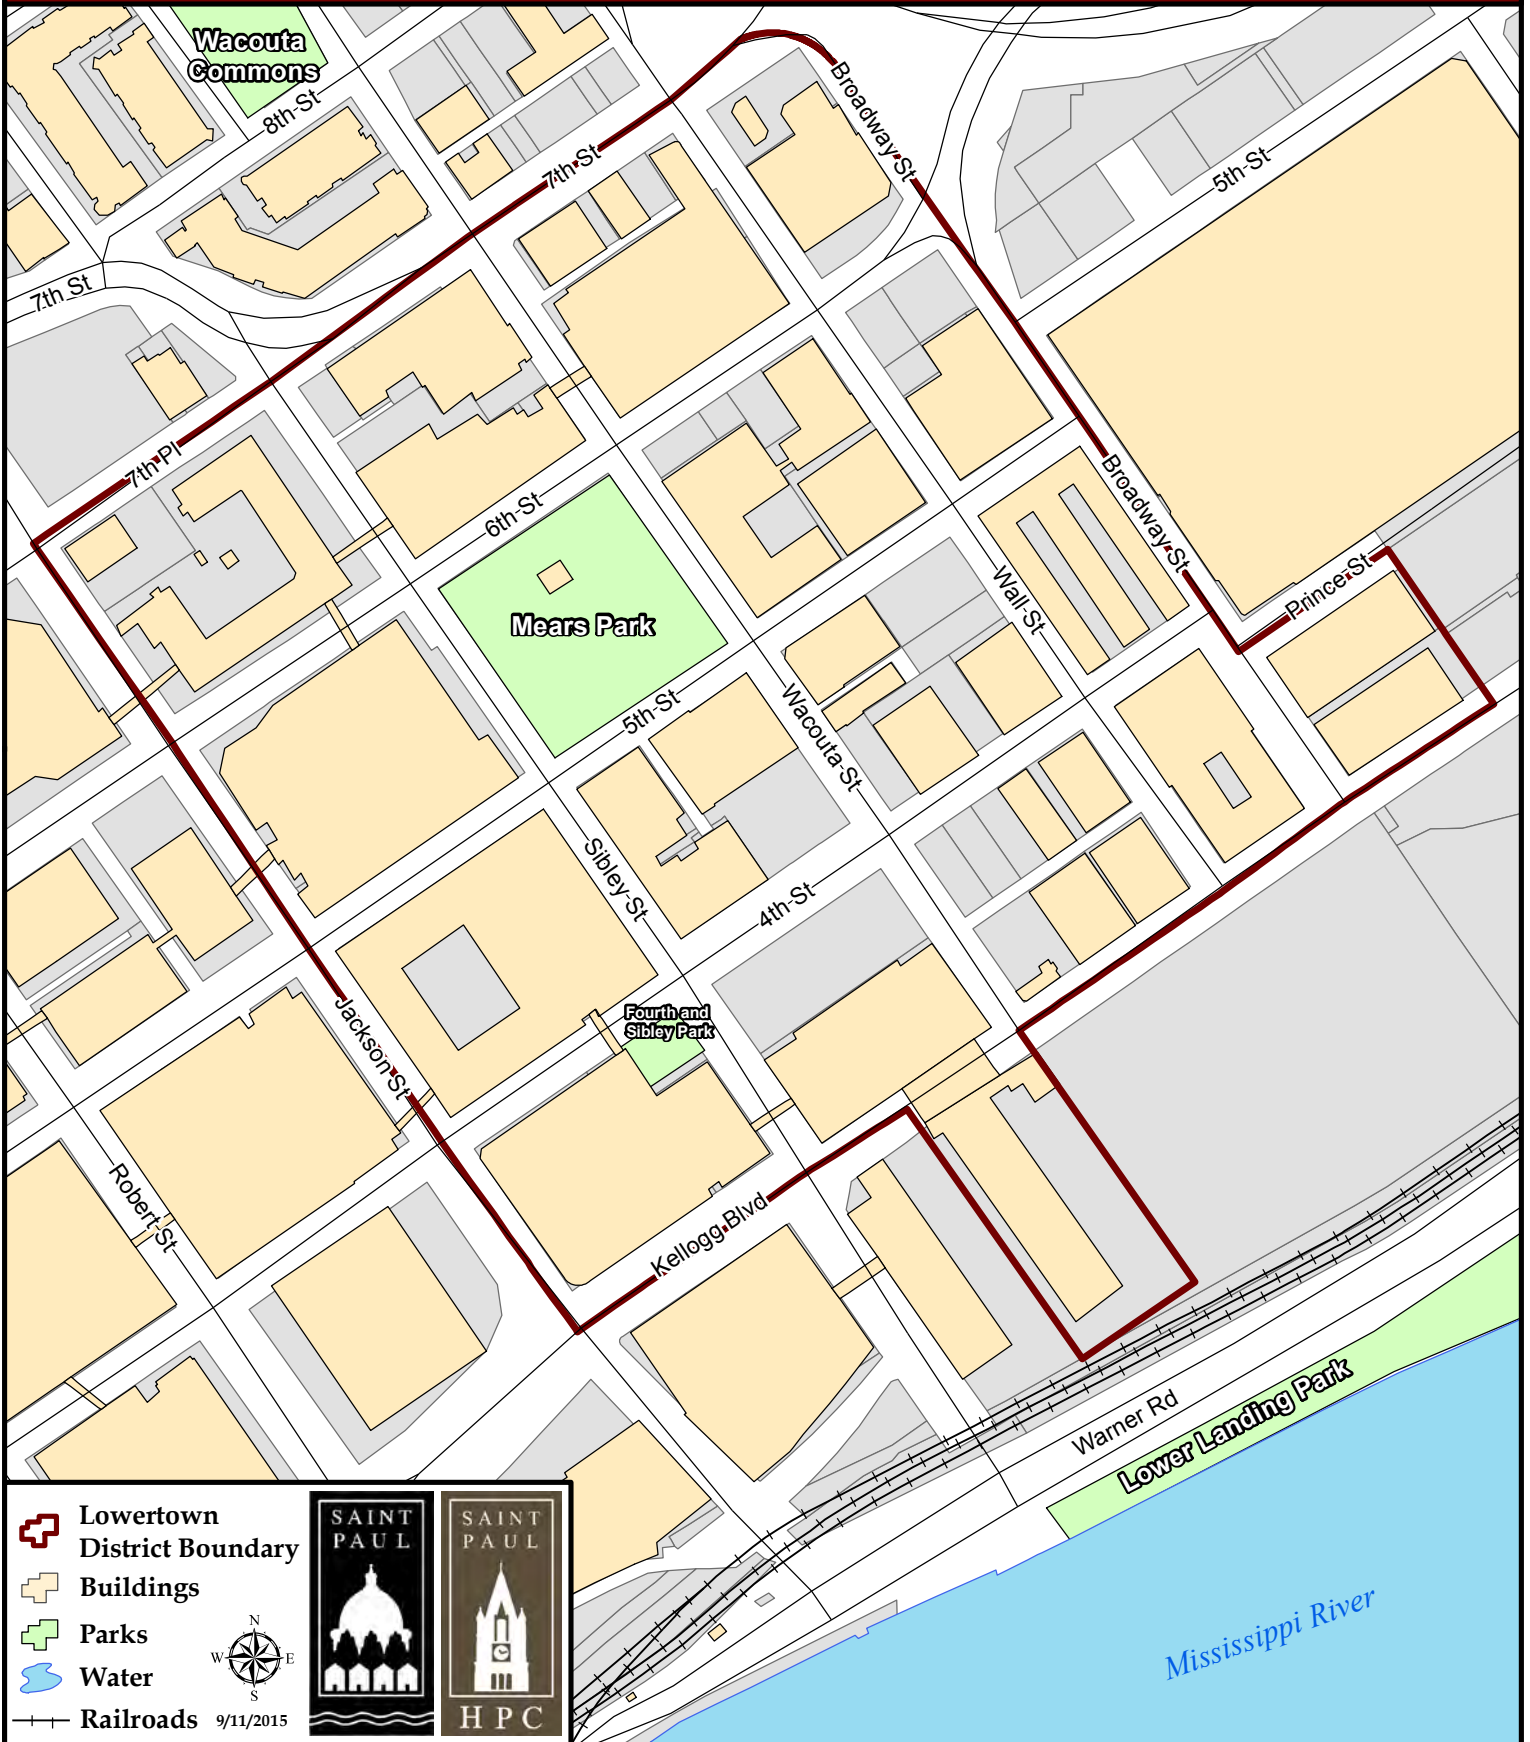 Wacouta
Commons
8th St
7th St
Broadway St
5th St
7th St
7th Pl
6th St
Mears Park
Broadway St
Prince St
Wall St
5th St
Wacouta St
Sibley St
4th St
Fourth and
Sibley Park
Jackson St
Robert St
Kellogg Blvd
Warner Rd
Lower Landing Park
Mississippi River
Lowertown
District Boundary
Buildings
Parks
Water
Railroads
N
W
E
S
9/11/2015
SAINT
PAUL
SAINT
PAUL
HPC